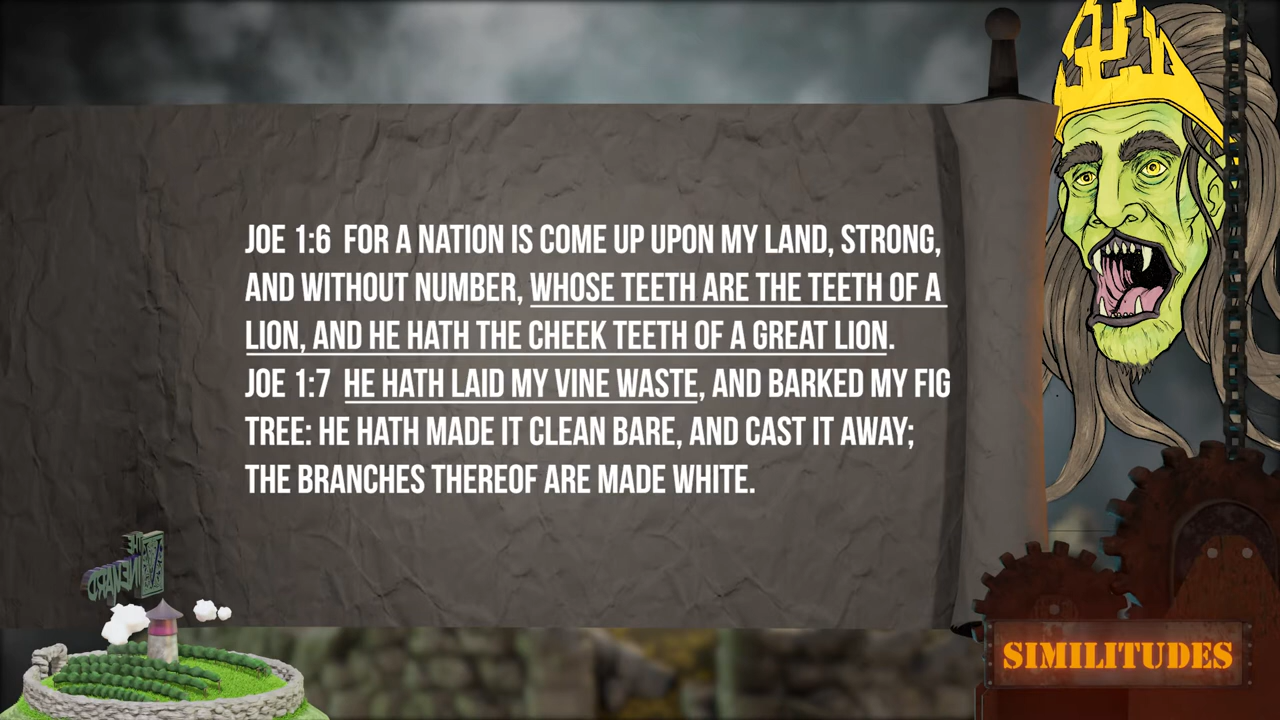 JOE 1:6 FOR A NATION IS COME UP UPON MY LAND, STRONG,
AND WITHOUT NUMBER, WHOSE TEETH ARE THE TEETH OF A
LION, AND HE HATH THE CHEEK TEETH OF A GREAT LION.
JOE 1:7 HE HATH LAID MY VINE WASTE, AND BARKED MY FIG
TREE: HE HATH MADE IT CLEAN BARE, AND CAST IT AWAY;
THE BRANCHES THEREOF ARE MADE WHITE.
THE
VINEYARD
SIMILITUDES